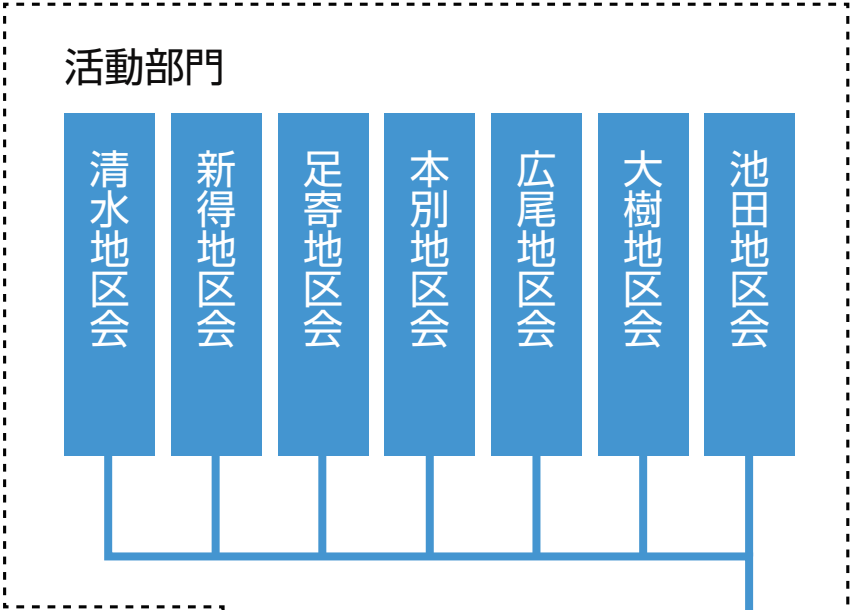 活動部門
清水地区会
新得地区会
足寄地区会
本別地区会
広尾地区会
大樹地区会
池田地区会